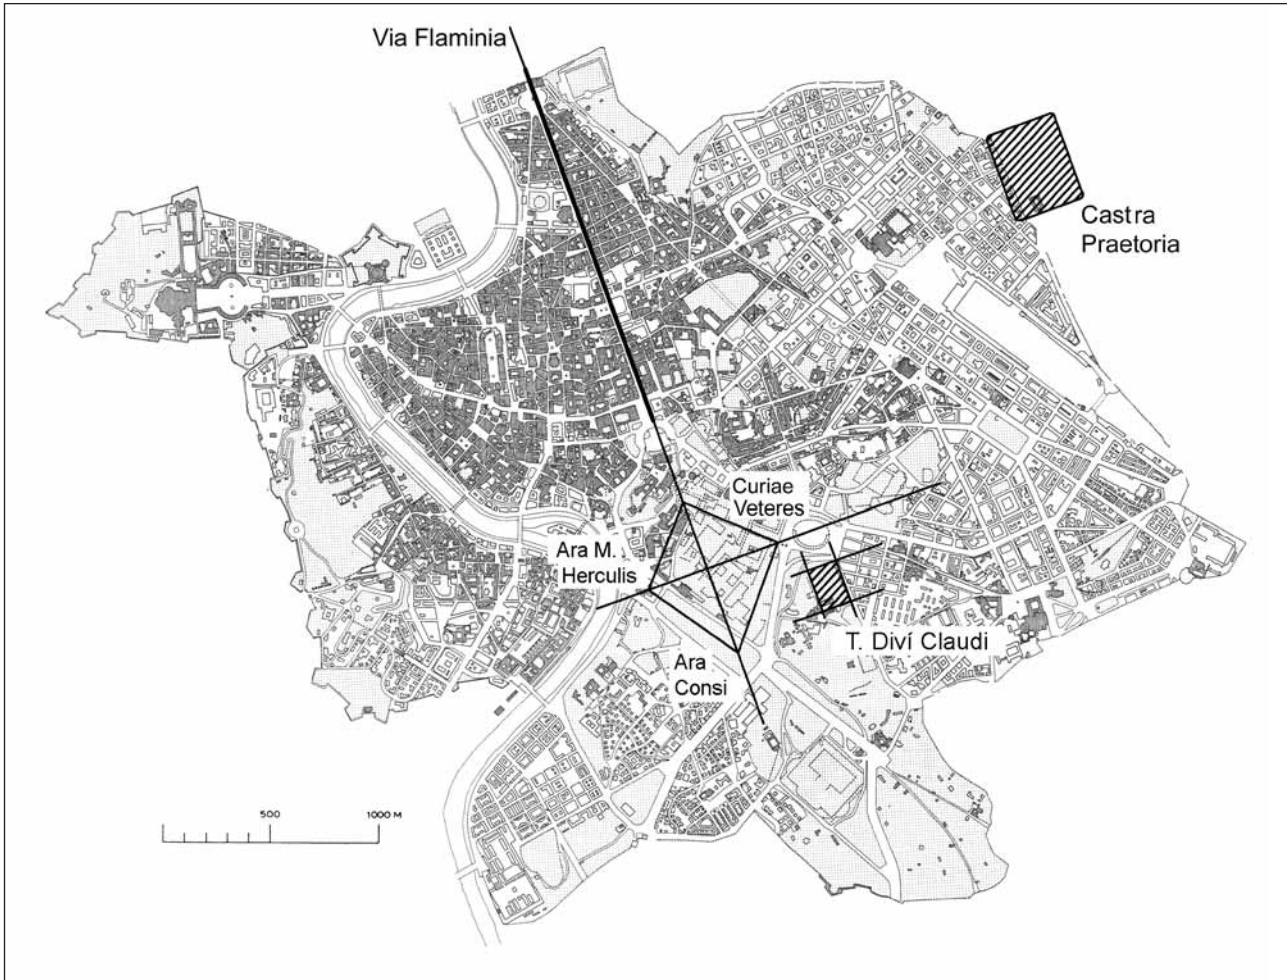 Via Flaminia
Castra
Praetoria
Curiae
Veteres
Ara M.
Herculis
T. Diví Claudi
Ara
Consi
500
1000 M